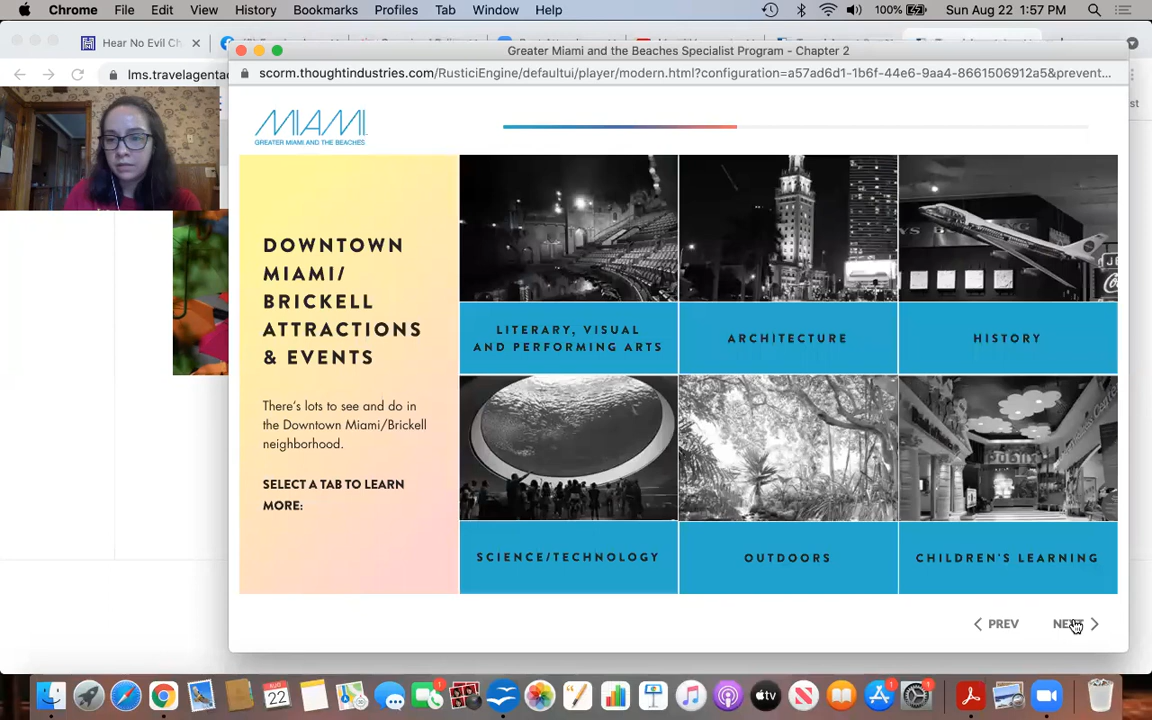 Chrome File Edit View History Bookmarks Profiles Tab Window Help 100% Sun Aug 22 1:57 PM
Hear No Evil Ch
Greater Miami and the Beaches Specialist Program - Chapter 2
lms.travelagentac
scorm.thoughtindustries.com/RusticiEngine/defaultui/player/modern.html?configuration=a57ad6d1-1b6f-44e6-9aa4-8661506912a5&prevent...
MIAMI
GREATER MIAMI AND THE BEACHES
DOWNTOWN
MIAMI/
BRICKELL
ATTRACTIONS
& EVENTS
There's lots to see and do in
the Downtown Miami/Brickell
neighborhood.
SELECT A TAB TO LEARN
MORE:
LITERARY, VISUAL
AND PERFORMING ARTS
ARCHITECTURE
HISTORY
SCIENCE/TECHNOLOGY
OUTDOORS
CHILDREN'S LEARNING
PREV
NEXT